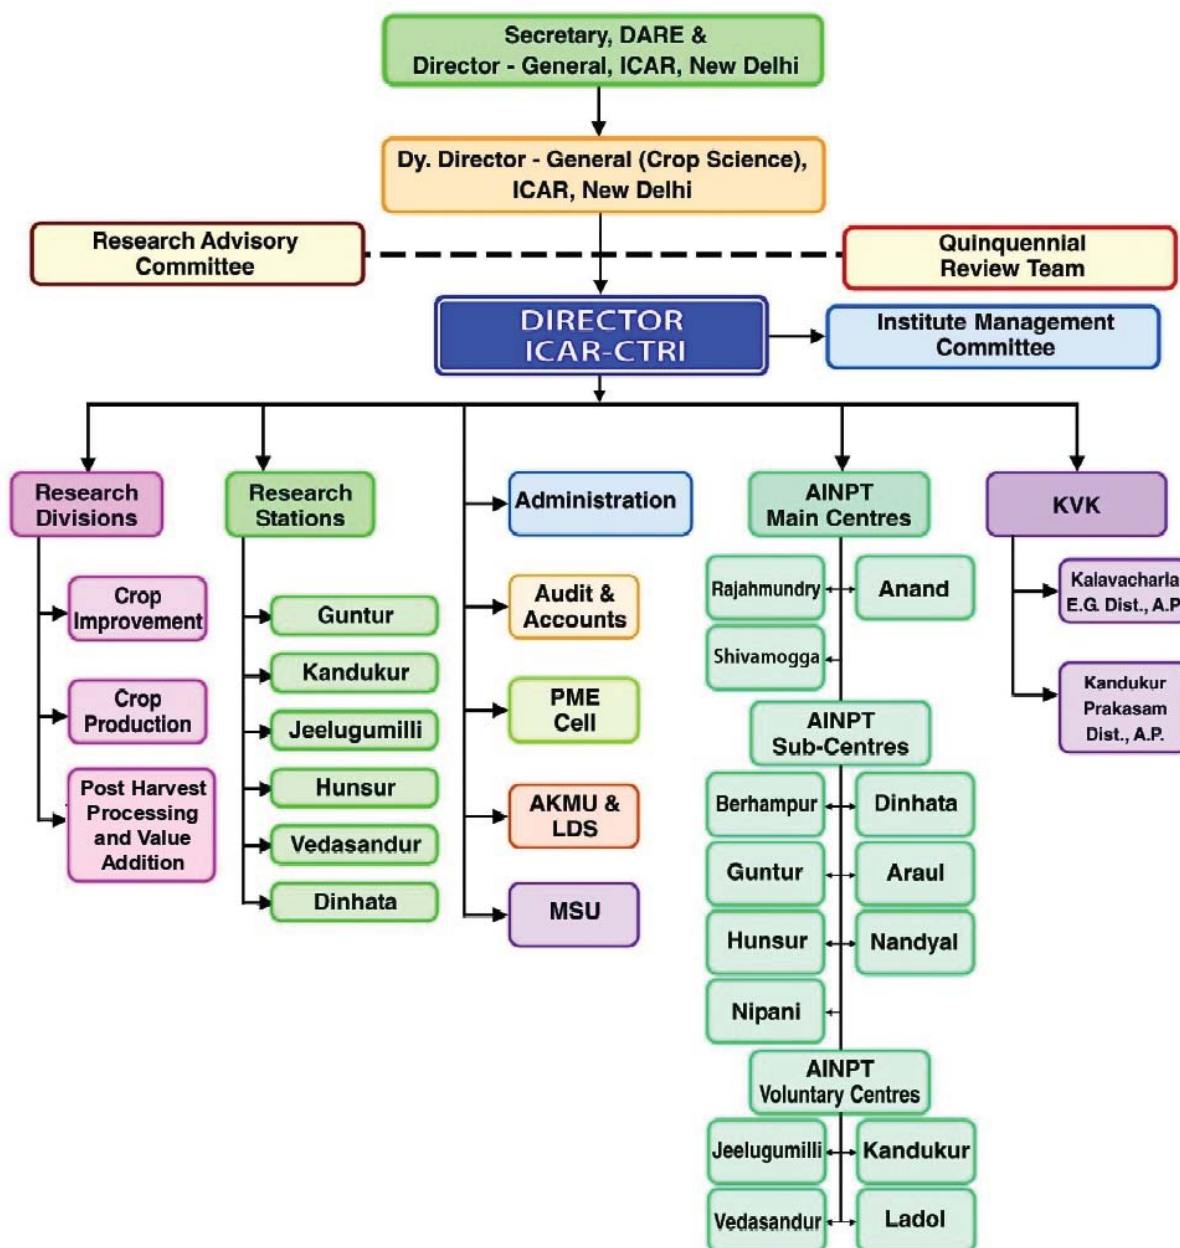 Secretary, DARE &
Director - General, ICAR, New Delhi
Dy. Director - General (Crop Science),
ICAR, New Delhi
Research Advisory
Committee
Quinquennial
Review Team
DIRECTOR
ICAR-CTRI
Institute Management
Committee
Research
Divisions
Crop
Improvement
Crop
Production
Post Harvest
Processing
and Value
Addition
Research
Stations
Guntur
Kandukur
Jeelugumilli
Hunsur
Vedasandur
Dinhata
Administration
Audit &
Accounts
PME
Cell
AKMU &
LDS
MSU
AINPT
Main Centres
Rajahmundry
Anand
Shivamogga
AINPT
Sub-Centres
Berhampur
Dinhata
Guntur
Araul
Hunsur
Nandyal
Nipani
AINPT
Voluntary Centres
Jeelugumilli
Kandukur
Vedasandur
Ladol
KVK
Kalavacharla
E.G. Dist., A.P
Kandukur
Prakasam
Dist., A.P.